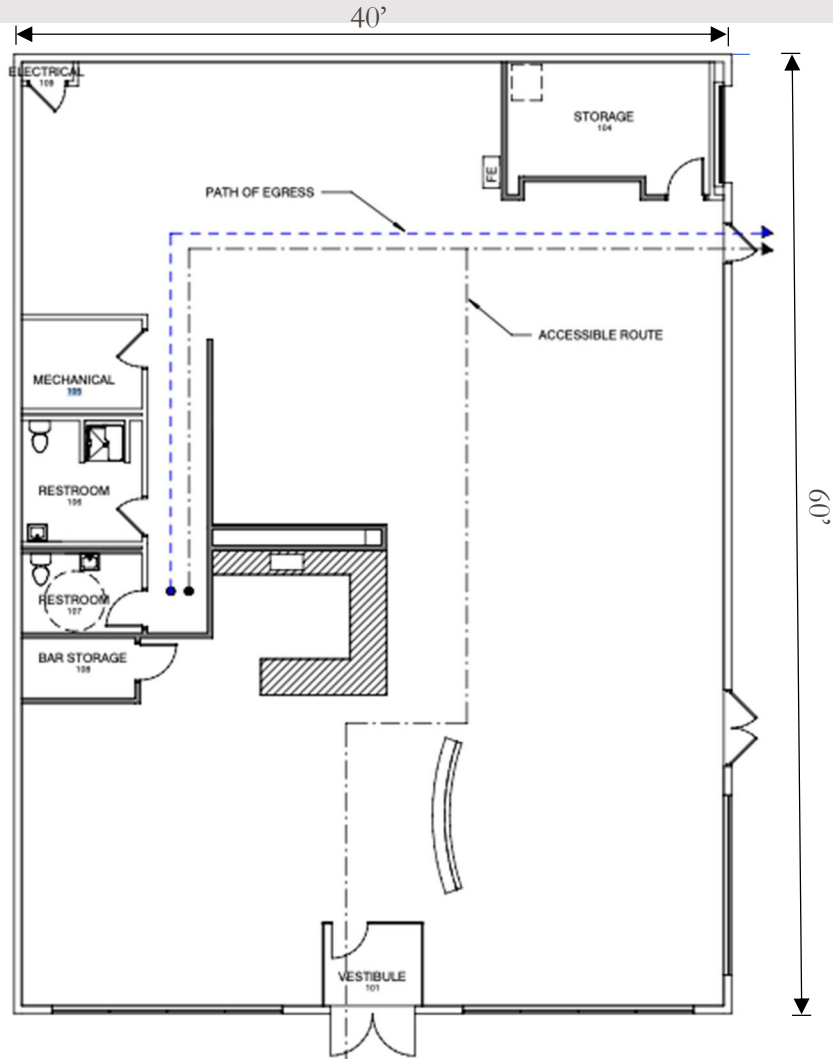 40’
ELECTRICAL
109
STORAGE
104
FE
PATH OF EGRESS
ACCESSIBLE ROUTE
MECHANICAL
105
60’
RESTROOM
106
RESTROOM
107
BAR STORAGE
108
VESTIBULE
101